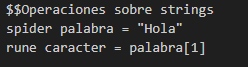 $$Operaciones sobre strings
spider palabra = "Hola"
rune caracter = palabra[1]